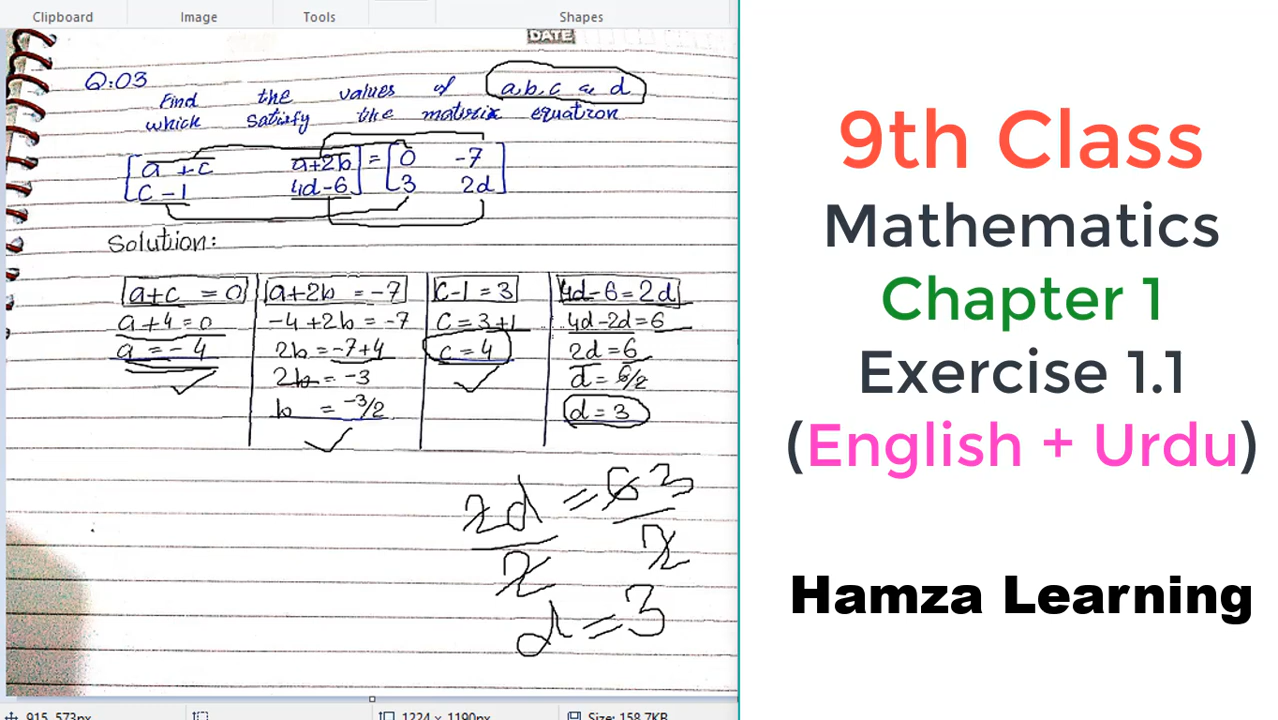 Clipboard
Image
Tools
Shapes
DATE
Q:03
Find the values of a, b, c & d
which satisfy the matrix equation
[a+c a+2b] = [0 -7]
[c-1 4d-6] [3 2d]
Solution:
a+c = 0
a+4=0
a = -4
a+2b = -7
-4+2b = -7
2b = -7+4
2b = -3
b = -3/2
c-1 = 3
c = 3+1
c = 4
4d-6=2d
4d-2d=6
2d=6
d=6/2
d=3
2d = 6 3
2 2
d=3
915, 573px
1224 × 1190px
Size: 158.7KB
9th Class
Mathematics
Chapter 1
Exercise 1.1
(English + Urdu)
Hamza Learning